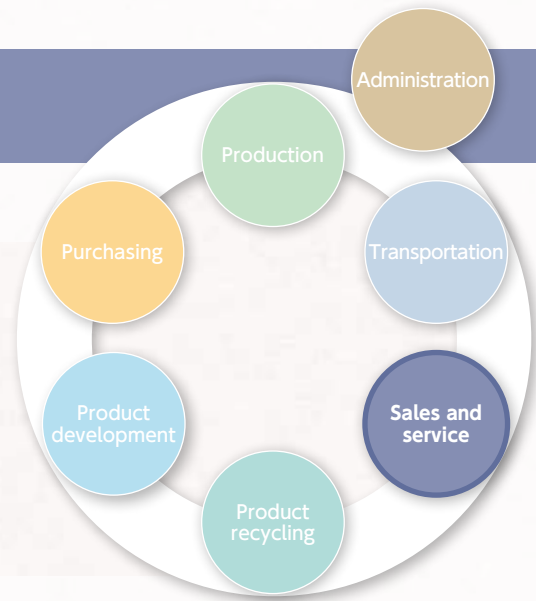 Administration
Production
Purchasing
Transportation
Product
development
Sales and
service
Product
recycling